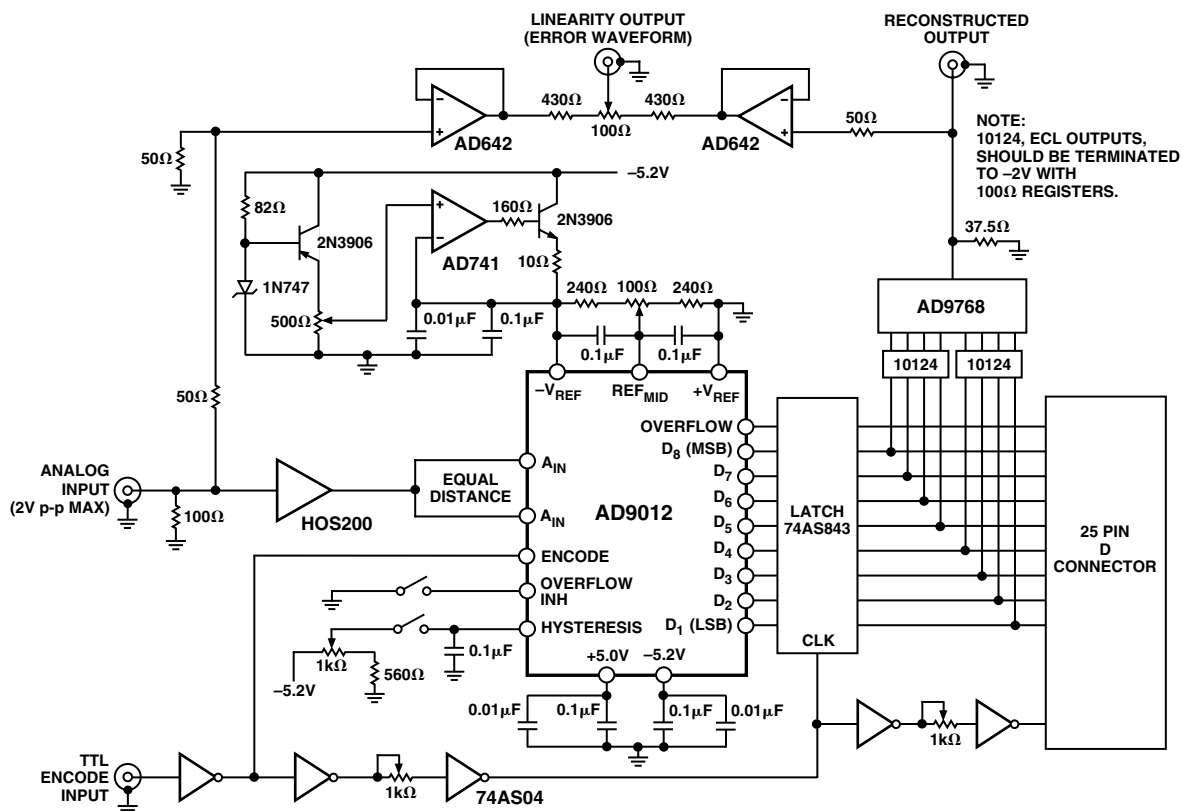 LINEARITY OUTPUT
(ERROR WAVEFORM)
RECONSTRUCTED
OUTPUT
430Ω
100Ω
430Ω
AD642
AD642
50Ω
NOTE:
10124, ECL OUTPUTS,
SHOULD BE TERMINATED
TO –2V WITH
100Ω REGISTERS.
50Ω
–5.2V
82Ω
2N3906
160Ω
2N3906
AD741
10Ω
37.5Ω
1N747
500Ω
0.01µF
0.1µF
240Ω
100Ω
240Ω
0.1µF
0.1µF
AD9768
10124
10124
50Ω
–VREF
REFMID
+VREF
OVERFLOW
D8 (MSB)
D7
D6
D5
D4
D3
D2
D1 (LSB)
ANALOG
INPUT
(2V p-p MAX)
100Ω
HOS200
EQUAL
DISTANCE
AIN
AIN
AD9012
ENCODE
OVERFLOW
INH
HYSTERESIS
LATCH
74AS843
CLK
25 PIN
D
CONNECTOR
1kΩ
–5.2V
560Ω
0.1µF
+5.0V
–5.2V
0.01µF
0.1µF
0.1µF
0.01µF
1kΩ
TTL
ENCODE
INPUT
1kΩ
74AS04